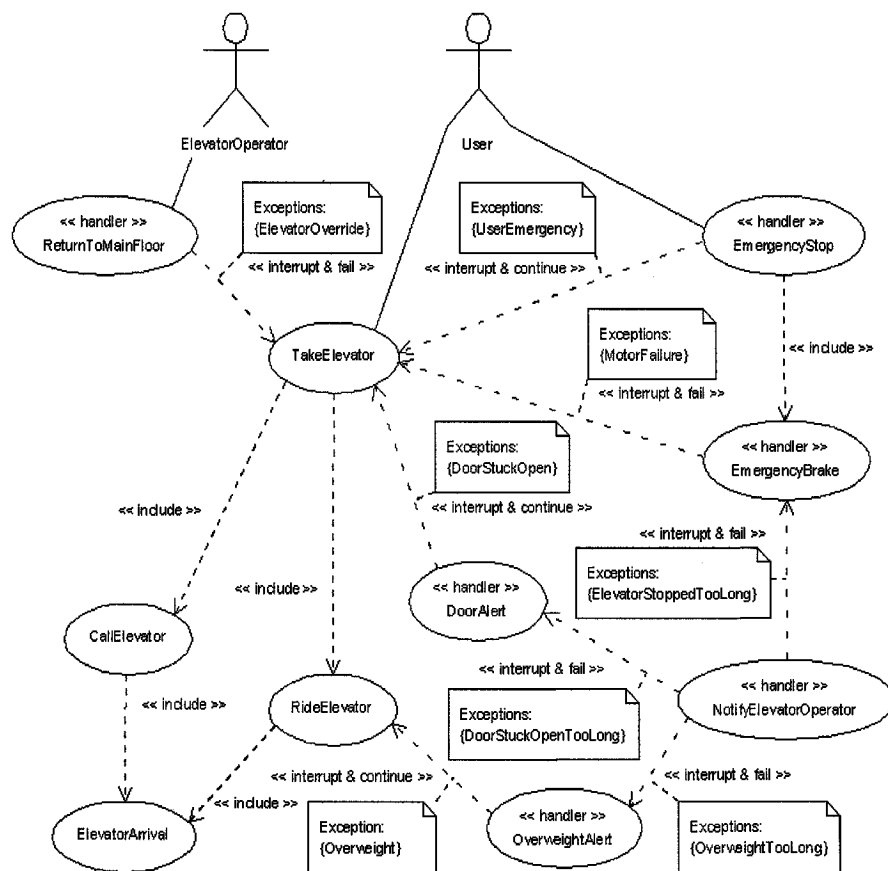 ElevatorOperator
User
<< handler >>
ReturnToMainFloor
Exceptions:
{ElevatorOverride}
<< interrupt & fail >>
Exceptions:
{UserEmergency}
<< interrupt & continue >>
<< handler >>
EmergencyStop
TakeElevator
Exceptions:
{MotorFailure}
<< interrupt & fail >>
<< include >>
Exceptions:
{DoorStuckOpen}
<< interrupt & continue >>
<< handler >>
EmergencyBrake
<< include >>
<< include >>
<< handler >>
DoorAlert
<< interrupt & fail >>
Exceptions:
{ElevatorStoppedTooLong}
CallElevator
<< include >>
RideElevator
<< interrupt & fail >>
Exceptions:
{DoorStuckOpenTooLong}
<< handler >>
NotifyElevatorOperator
<< interrupt & continue >>
<< include >>
<< interrupt & fail >>
ElevatorArrival
Exception:
{Overweight}
<< handler >>
OverweightAlert
Exceptions:
{OverweightTooLong}